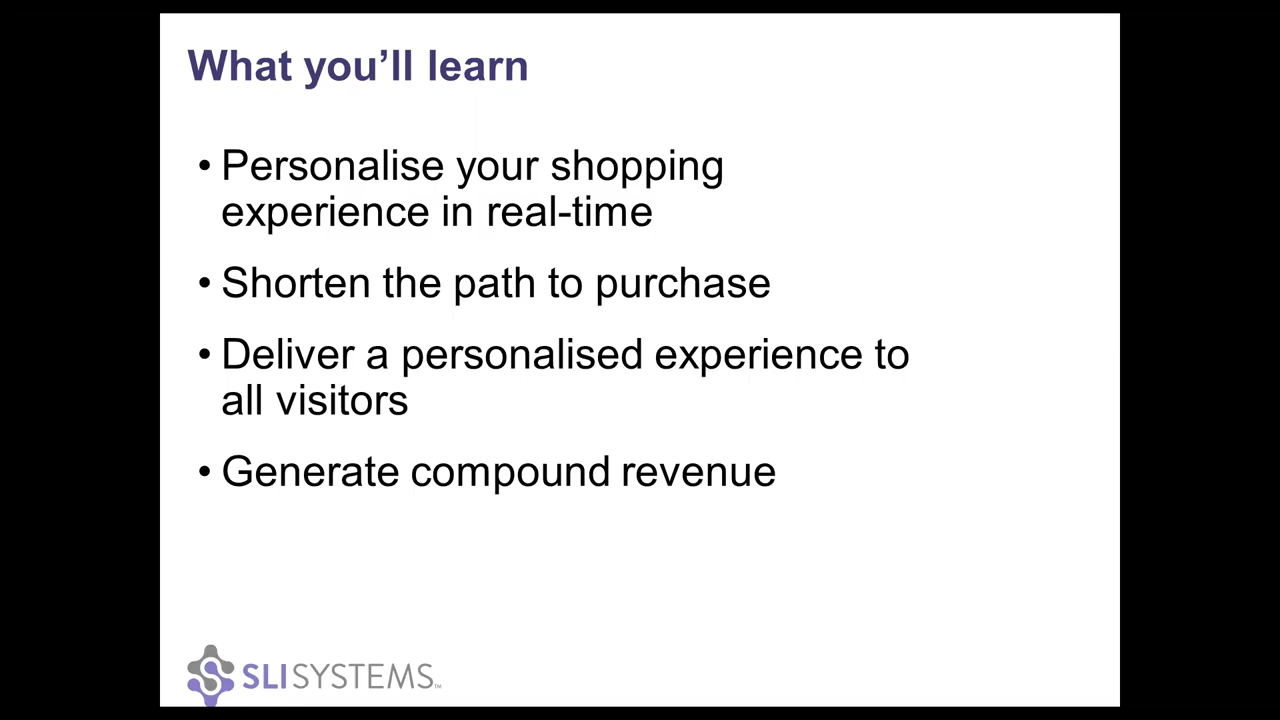 What you’ll learn
• Personalise your shopping
experience in real-time
• Shorten the path to purchase
• Deliver a personalised experience to
all visitors
• Generate compound revenue
SLI SYSTEMS™